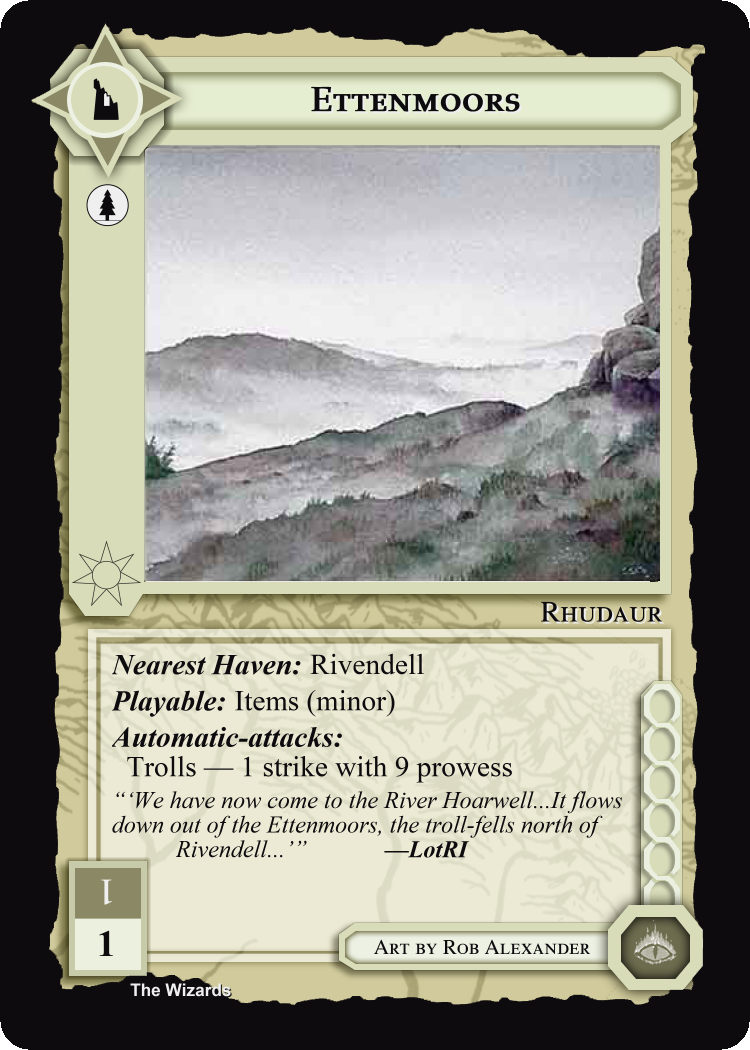 Ettenmoors
Rhudaur
Nearest Haven: Rivendell
Playable: Items (minor)
Automatic-attacks:
Trolls — 1 strike with 9 prowess
“‘We have now come to the River Hoarwell...It flows
down out of the Ettenmoors, the troll-fells north of
Rivendell...’” —LotRI
1
1
Art by Rob Alexander
The Wizards